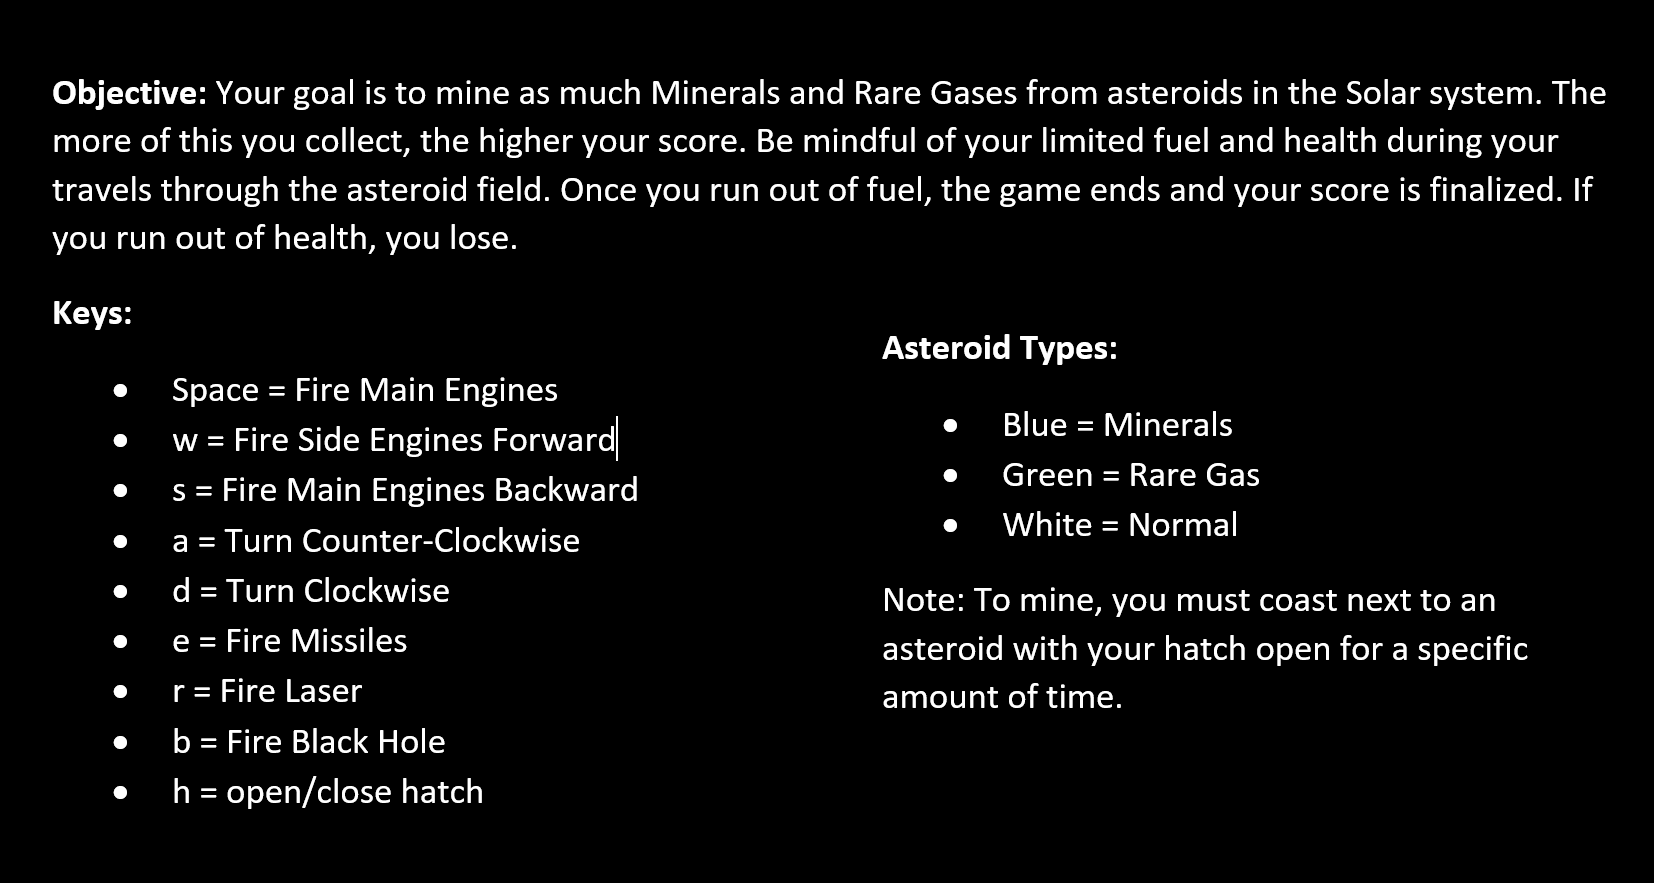 Objective: Your goal is to mine as much Minerals and Rare Gases from asteroids in the Solar system. The
more of this you collect, the higher your score. Be mindful of your limited fuel and health during your
travels through the asteroid field. Once you run out of fuel, the game ends and your score is finalized. If
you run out of health, you lose.
Keys:
• Space = Fire Main Engines
• w = Fire Side Engines Forward
• s = Fire Main Engines Backward
• a = Turn Counter-Clockwise
• d = Turn Clockwise
• e = Fire Missiles
• r = Fire Laser
• b = Fire Black Hole
• h = open/close hatch
Asteroid Types:
• Blue = Minerals
• Green = Rare Gas
• White = Normal
Note: To mine, you must coast next to an
asteroid with your hatch open for a specific
amount of time.